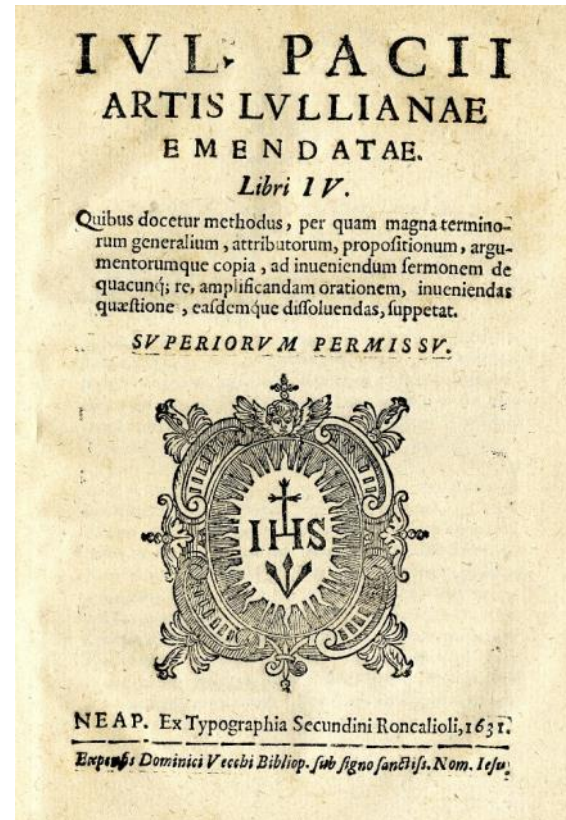 IVL. PACII
ARTIS LVLLIANAE
EMENDATAE.
Libri IV.
Quibus docetur methodus, per quam magna termino-
rum generalium, attributorum, propositionum, argu-
mentorumque copia, ad inueniendum ſermonem de
quacunq; re, amplificandam orationem, inueniendas
quæſtione, eaſdemque diſſoluendas, ſuppetat.
SVPERIORVM PERMISSV.
IHS
NEAP. Ex Typographia Secundini Roncalioli, 1631.
Expenſis Dominici Vecchi Bibliop. ſub ſigno ſanctiſs. Nom. Ieſu